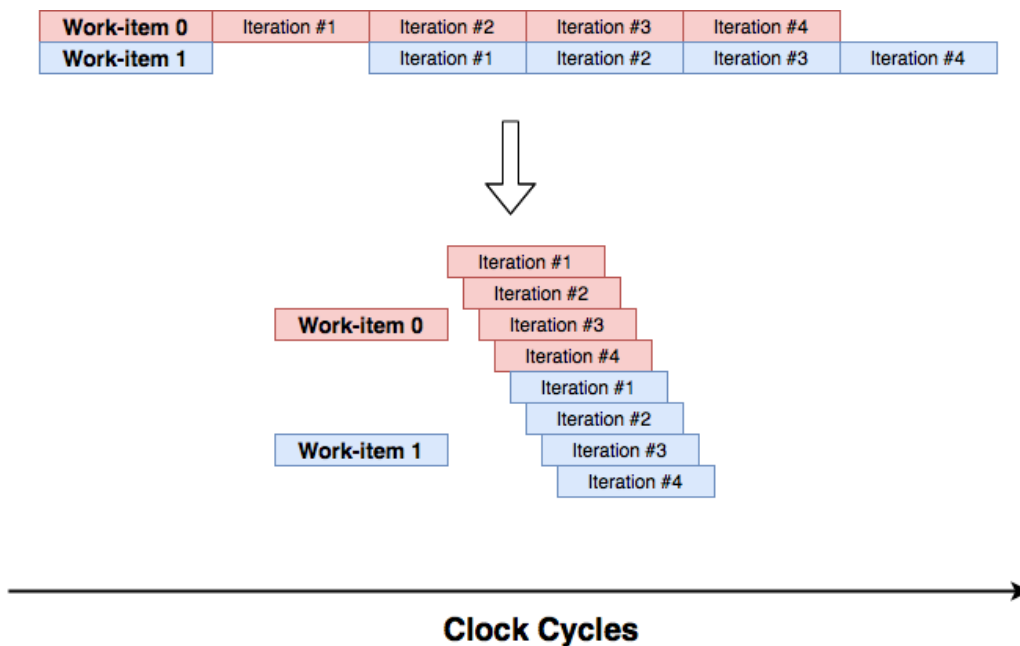 Work-item 0 Iteration #1 Iteration #2 Iteration #3 Iteration #4
Work-item 1 Iteration #1 Iteration #2 Iteration #3 Iteration #4
Iteration #1
Iteration #2
Work-item 0 Iteration #3
Iteration #4
Iteration #1
Iteration #2
Work-item 1 Iteration #3
Iteration #4
Clock Cycles